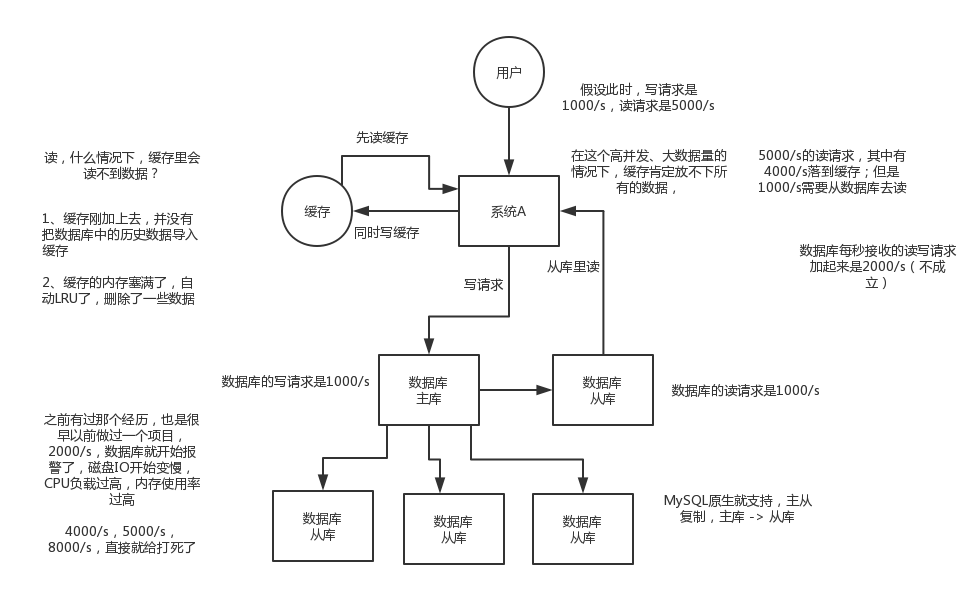 用户
假设此时，写请求是
1000/s，读请求是5000/s
先读缓存
读，什么情况下，缓存里会
读不到数据？
在这个高并发、大数据量的
情况下，缓存肯定放不下所
有的数据，
5000/s的读请求，其中有
4000/s落到缓存；但是
1000/s需要从数据库去读
缓存
系统A
同时写缓存
1、缓存刚加上去，并没有
把数据库中的历史数据导入
缓存
2、缓存的内存塞满了，自
动LRU了，删除了一些数据
从库里读
写请求
数据库每秒接收的读写请求
加起来是2000/s（不成
立）
数据库的写请求是1000/s
数据库
主库
数据库
从库
数据库的读请求是1000/s
之前有过那个经历，也是很
早以前做过一个项目，
2000/s，数据库就开始报
警了，磁盘IO开始变慢，
CPU负载过高，内存使用率
过高
4000/s，5000/s，
8000/s，直接就给打死了
数据库
从库
数据库
从库
数据库
从库
MySQL原生就支持，主从
复制，主库 -> 从库